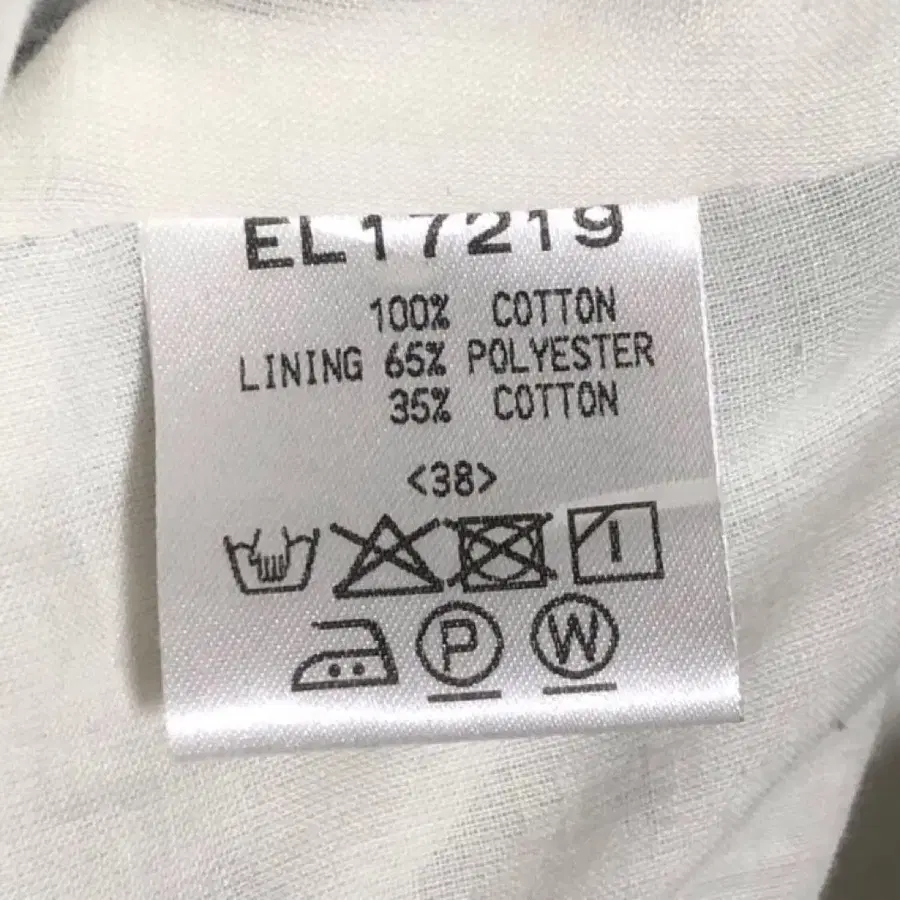 EL17219
100% COTTON
LINING 65% POLYESTER
35% COTTON
<38>
P W